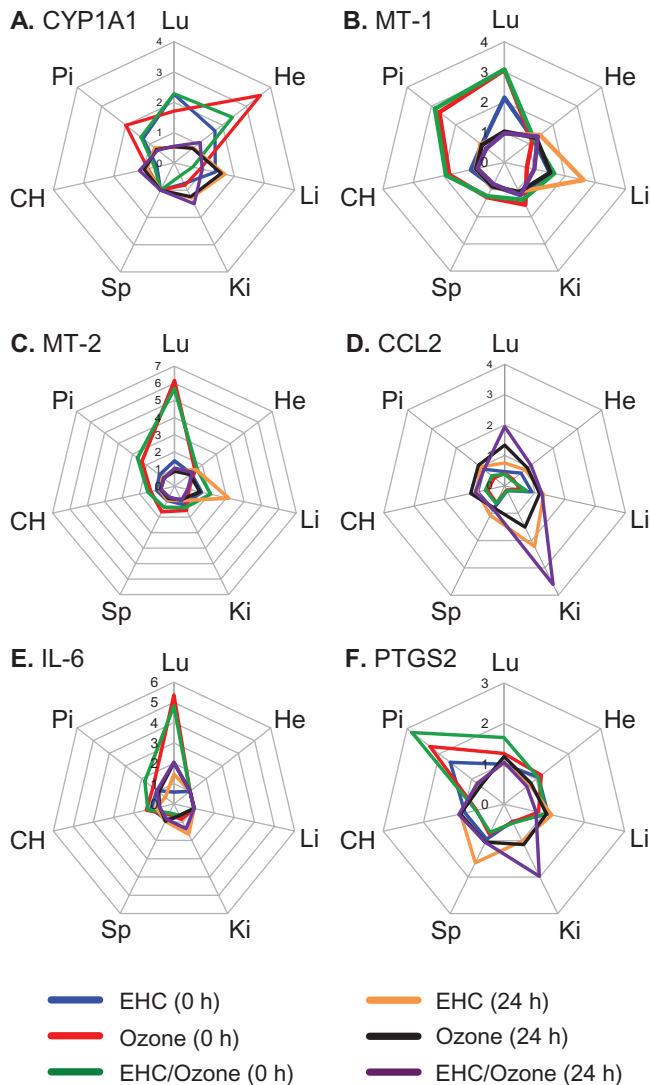 A. CYP1A1
Lu
He
Li
Ki
Sp
CH
Pi
4
3
2
1
0
B. MT-1
Lu
He
Li
Ki
Sp
CH
Pi
4
3
2
1
0
C. MT-2
Lu
He
Li
Ki
Sp
CH
Pi
7
6
5
4
3
2
1
0
D. CCL2
Lu
He
Li
Ki
Sp
CH
Pi
4
3
2
1
0
E. IL-6
Lu
He
Li
Ki
Sp
CH
Pi
6
5
4
3
2
1
0
F. PTGS2
Lu
He
Li
Ki
Sp
CH
Pi
3
2
1
0
EHC (0 h)
Ozone (0 h)
EHC/Ozone (0 h)
EHC (24 h)
Ozone (24 h)
EHC/Ozone (24 h)